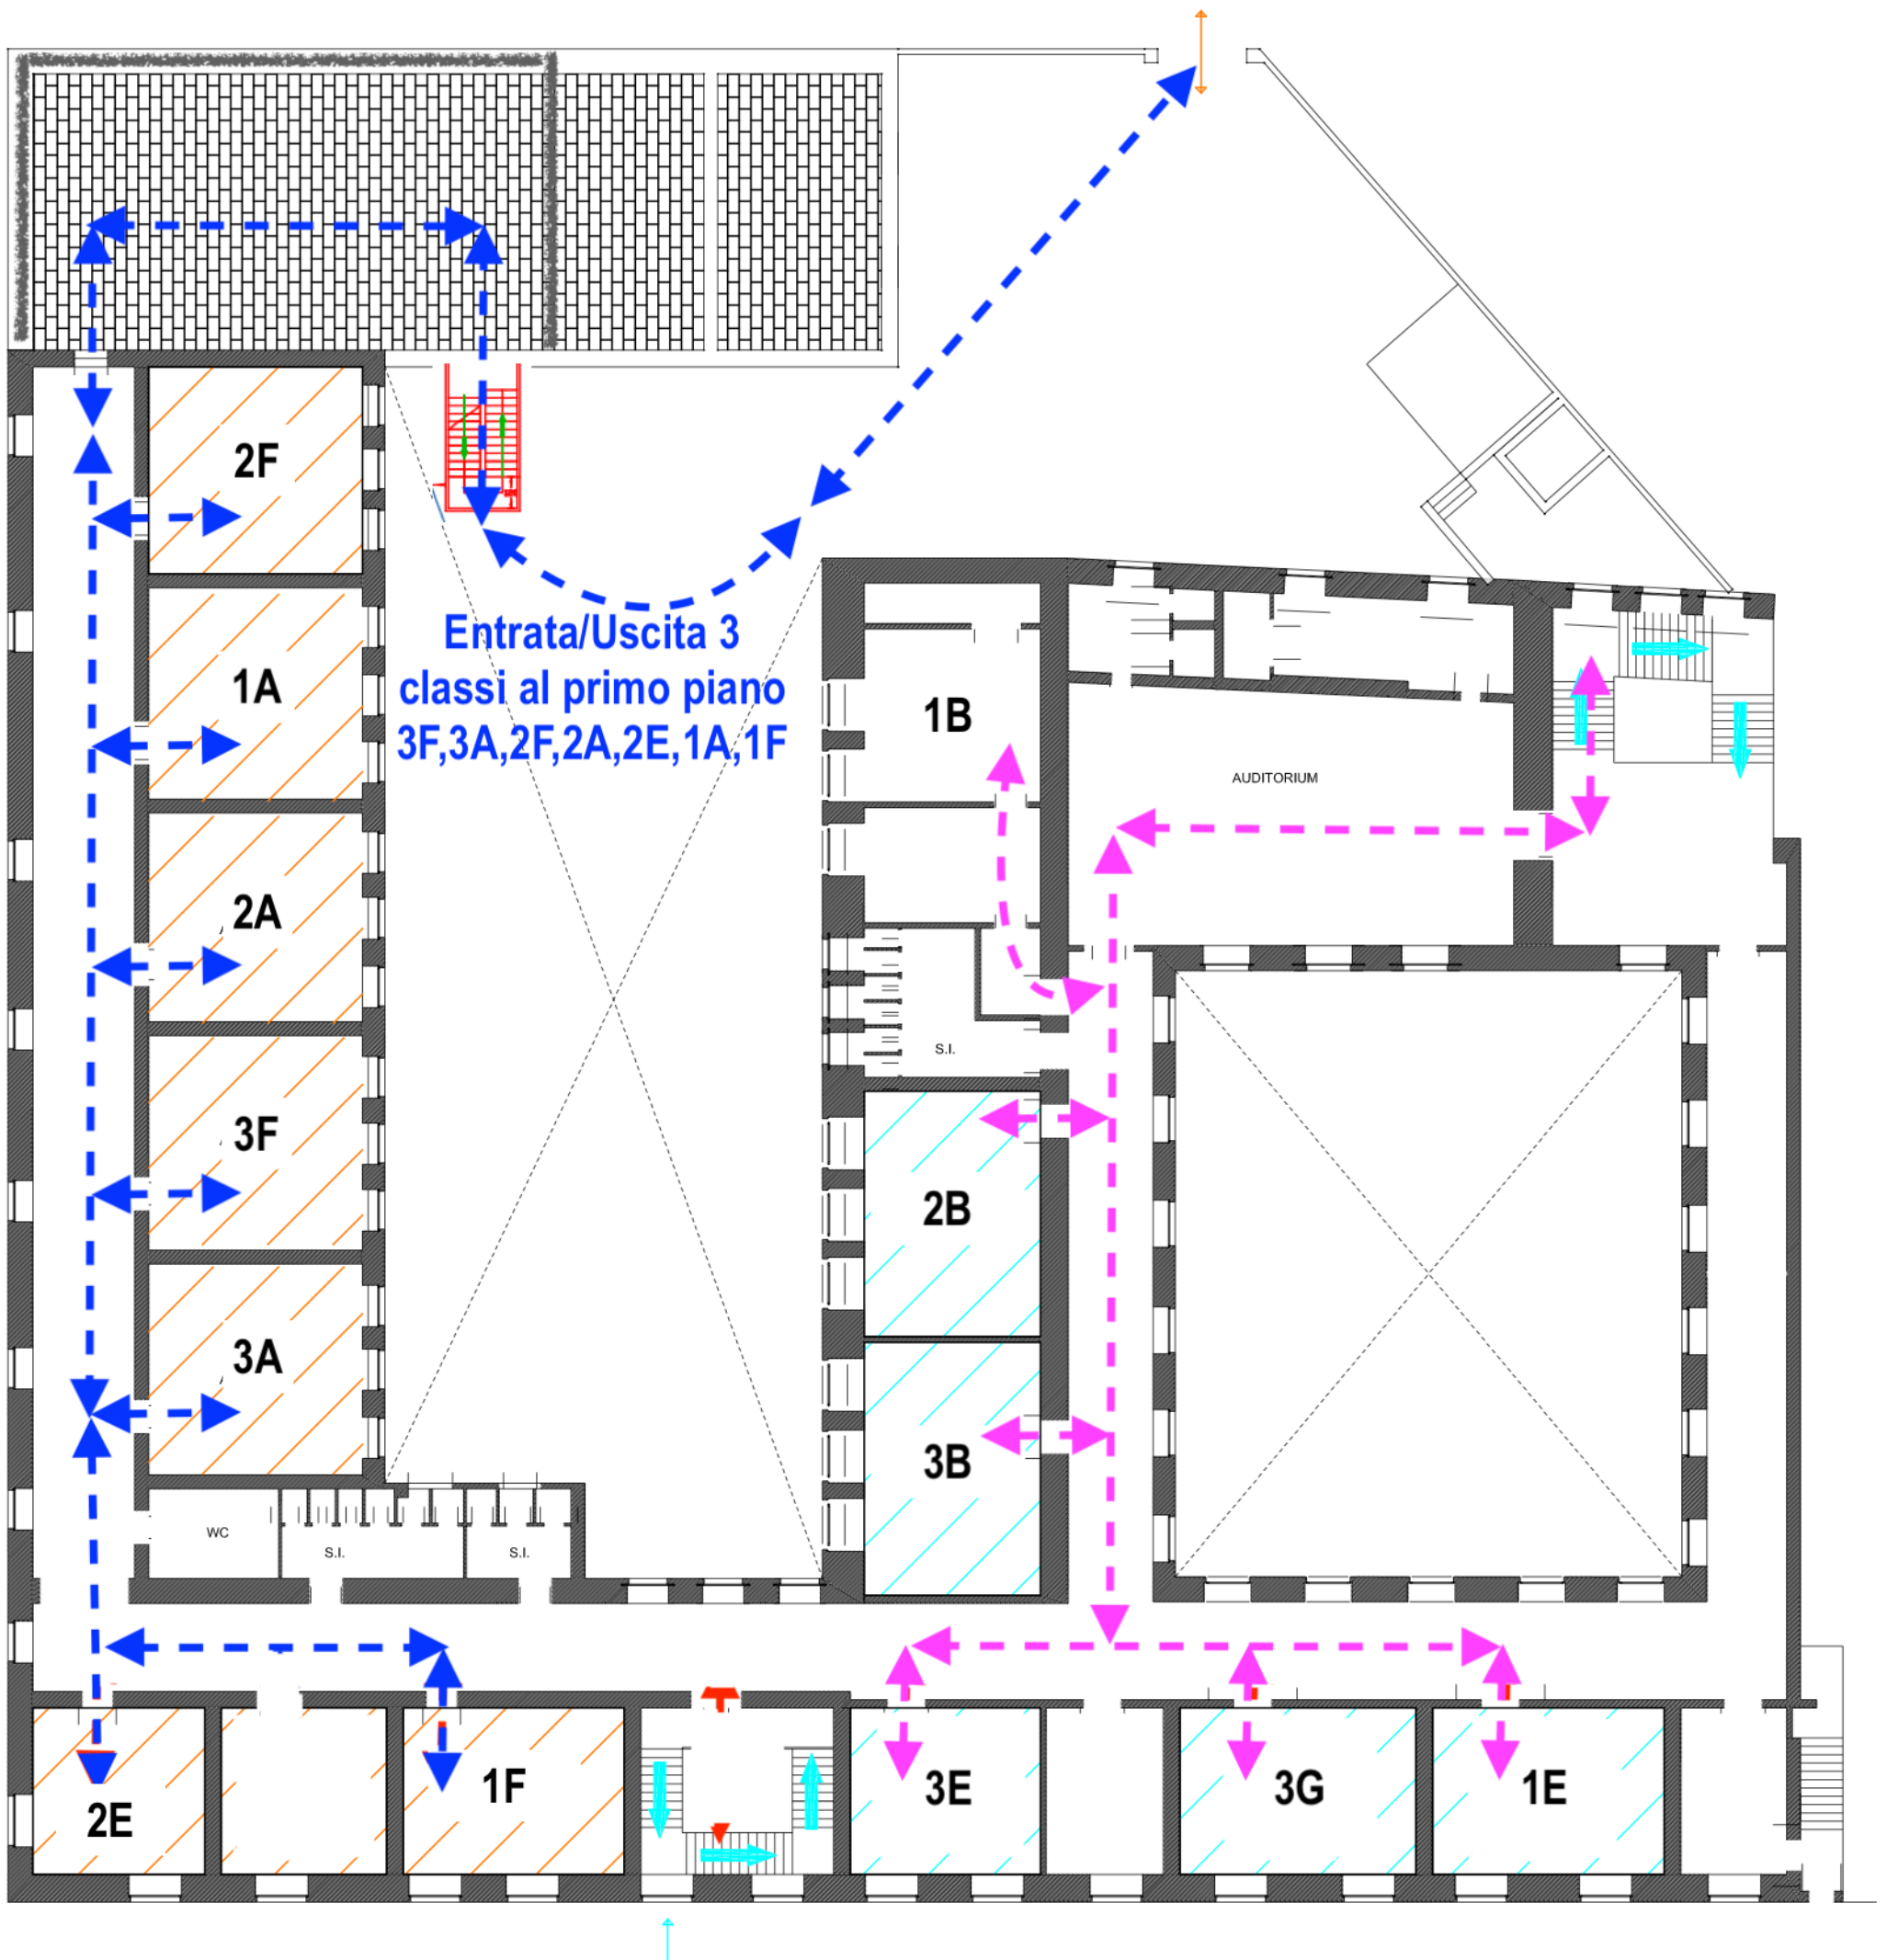 2F
Entrata/Uscita 3
classi al primo piano
3F,3A,2F,2A,2E,1A,1F
1A
1B
AUDITORIUM
2A
S.I.
3F
2B
3A
3B
WC
S.I.
S.I.
2E
1F
3E
3G
1E